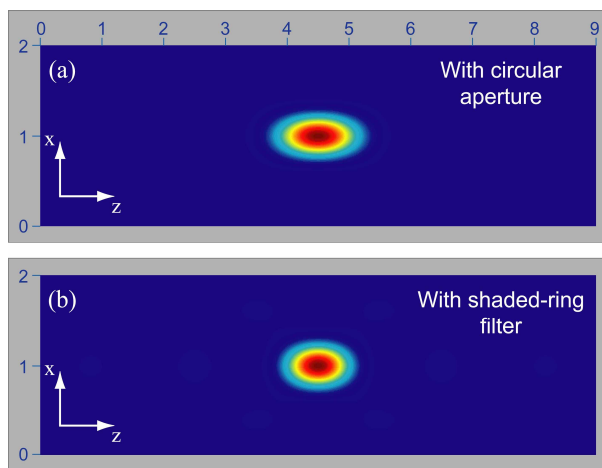 0 1 2 3 4 5 6 7 8 9
2
(a)
With circular
aperture
1
x
z
0
2
(b)
With shaded-ring
filter
1
x
z
0